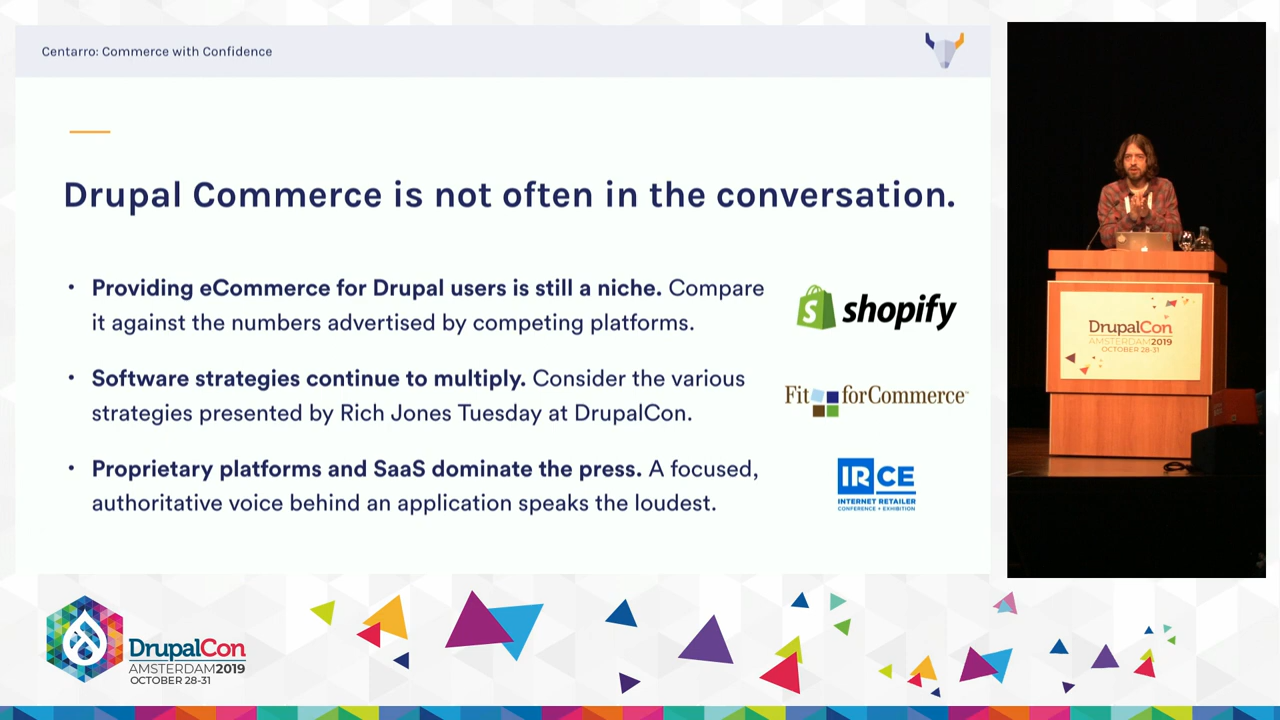 Centarro: Commerce with Confidence
Drupal Commerce is not often in the conversation.
• Providing eCommerce for Drupal users is still a niche. Compare
it against the numbers advertised by competing platforms.
• Software strategies continue to multiply. Consider the various
strategies presented by Rich Jones Tuesday at DrupalCon.
• Proprietary platforms and SaaS dominate the press. A focused,
authoritative voice behind an application speaks the loudest.
S shopify
Fit forCommerce™
IRCE
INTERNET RETAILER
CONFERENCE + EXHIBITION
DrupalCon
AMSTERDAM2019
OCTOBER 28-31
DrupalCon
AMSTERDAM2019
OCTOBER 28-31